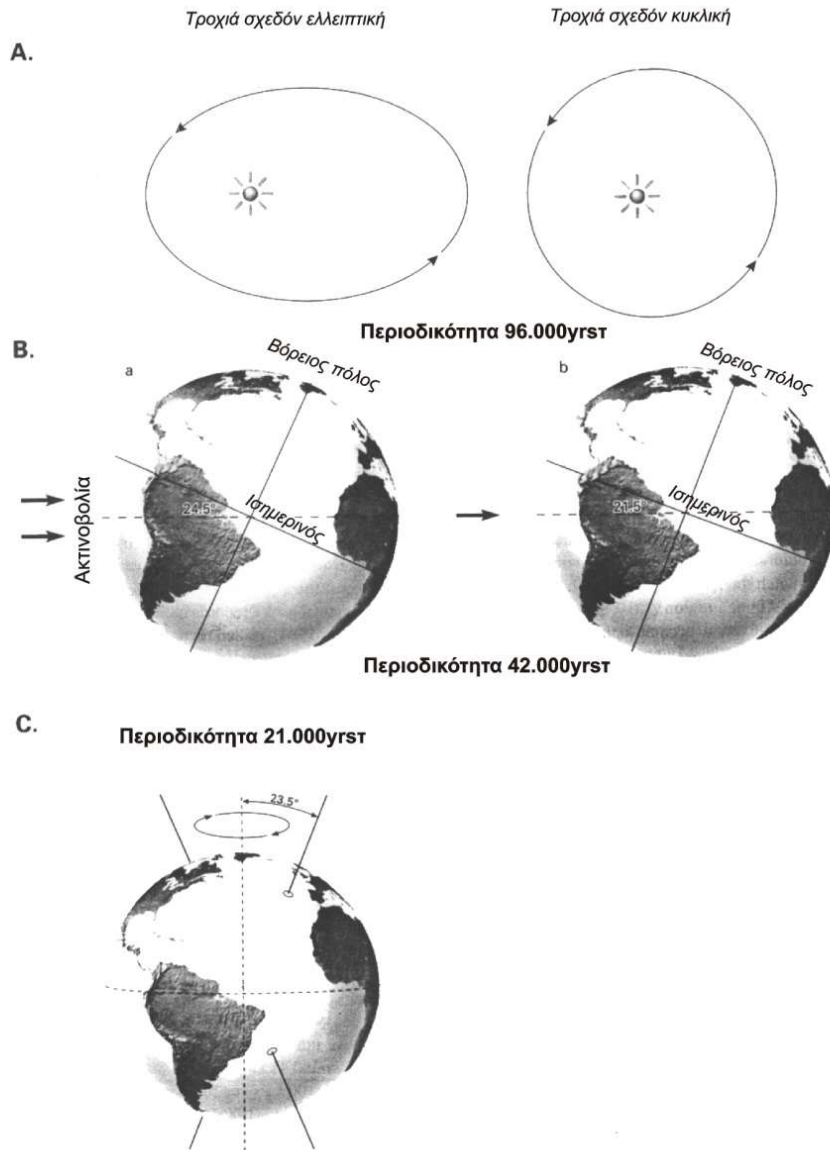 Τροχιά σχεδόν ελλειπτική
Τροχιά σχεδόν κυκλική
A.
Περιοδικότητα 96.000yrsτ
B.
a
Βόρειος πόλος
b
Βόρειος πόλος
Ακτινοβολία
24.5°
Ισημερινός
21.5°
Ισημερινός
Περιοδικότητα 42.000yrsτ
C.
Περιοδικότητα 21.000yrsτ
23.5°